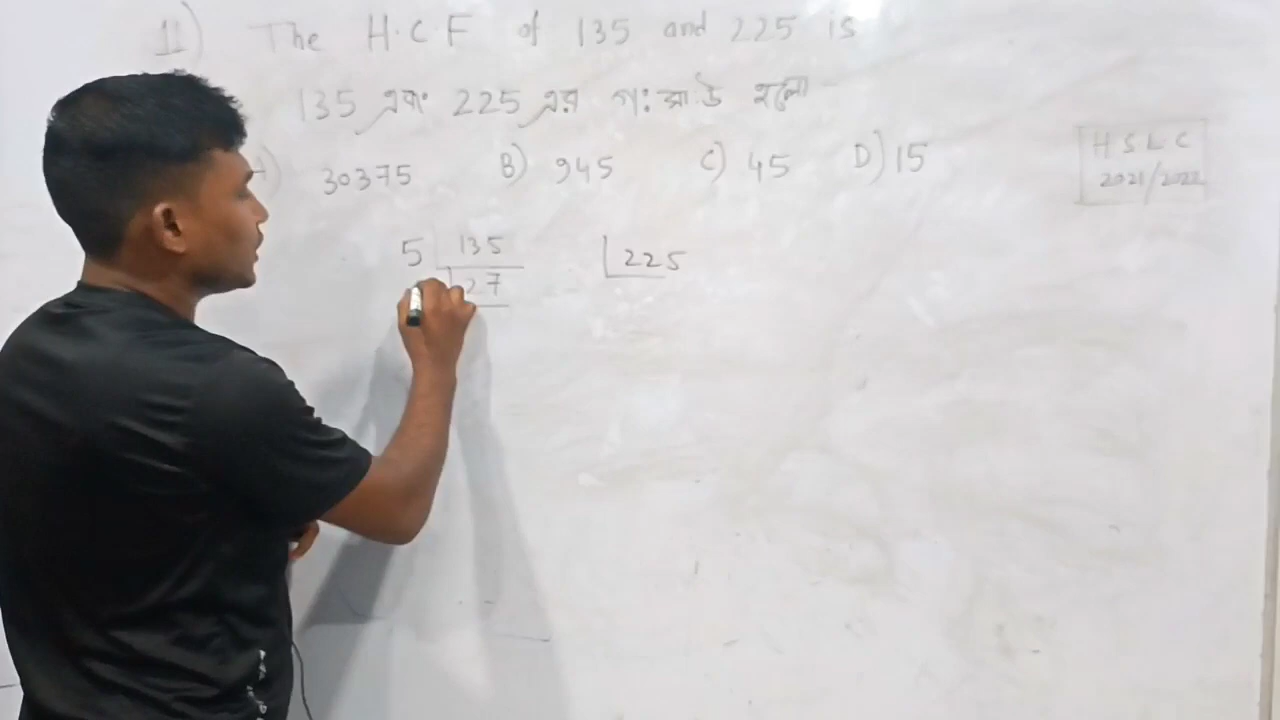 11) The H.C.F of 135 and 225 is
135 এবং 225 এর গ:সা:উ হলো
A) 30375 B) 945 C) 45 D) 15
HSLC
2021/2022
5 135 225
27